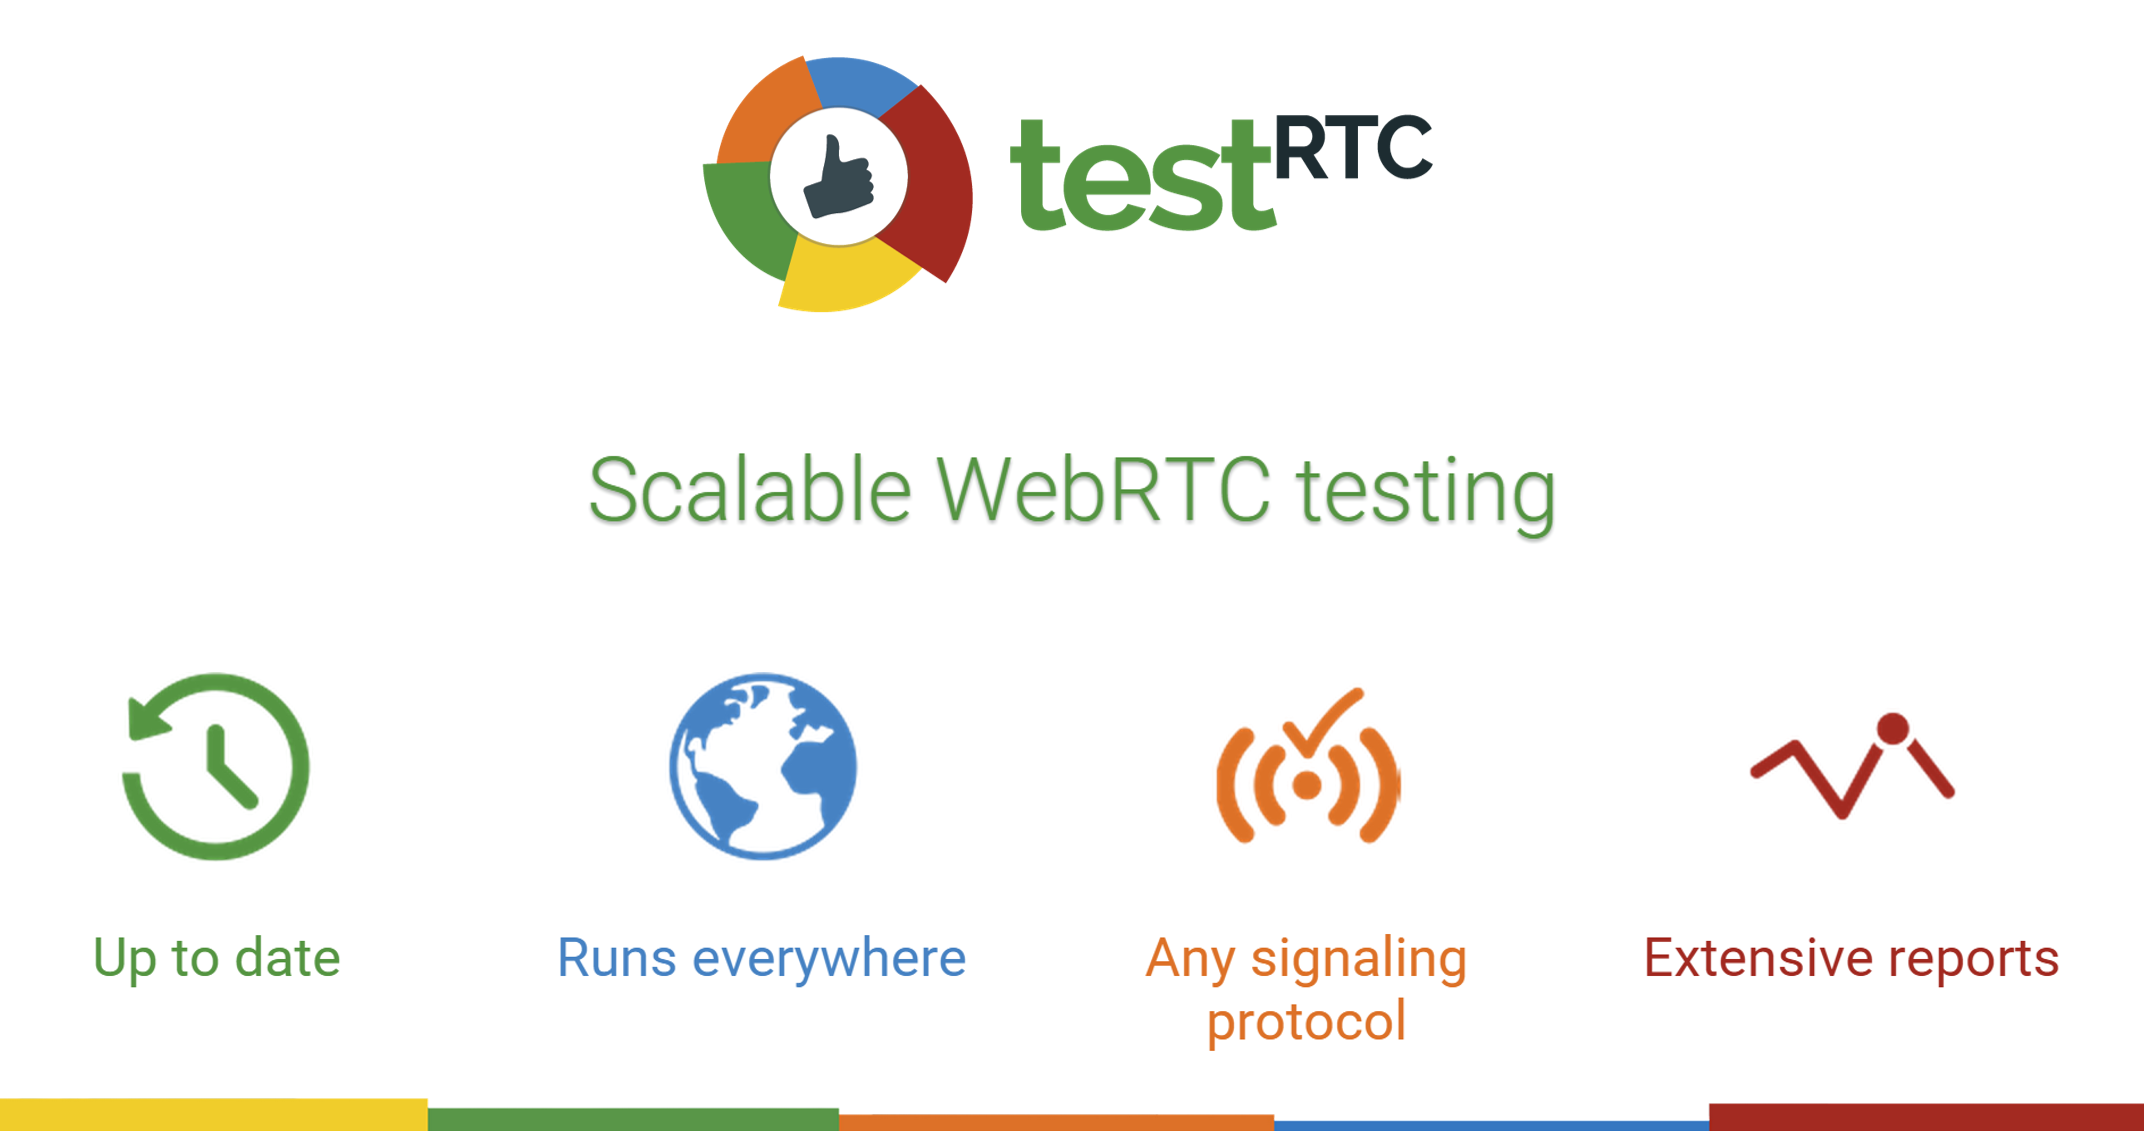 testRTC
Scalable WebRTC testing
Up to date
Runs everywhere
Any signaling
protocol
Extensive reports